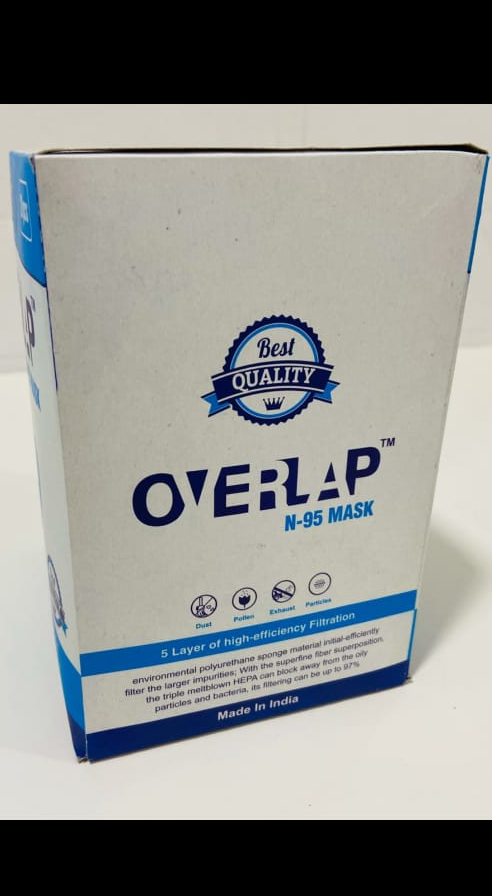 Best
QUALITY
OVERLAP™
N-95 MASK
Dust Pollen Exhaust Particles
5 Layer of high-efficiency Filtration
environmental polyurethane sponge material initial-efficiently
filter the larger impurities; With the superfine fiber superposition,
the triple meltblown HEPA can block away from the oily
particles and bacteria, its filtering can be up to 97%
Made In India